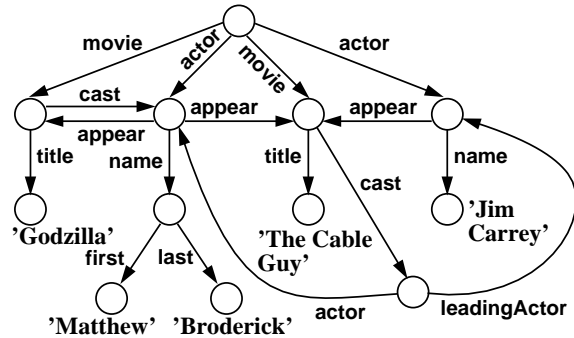 movie
actor
movie
actor
cast
appear
appear
appear
title
name
title
cast
name
’Godzilla’
’The Cable
Guy’
’Jim
Carrey’
first
last
actor
leadingActor
’Matthew’
’Broderick’